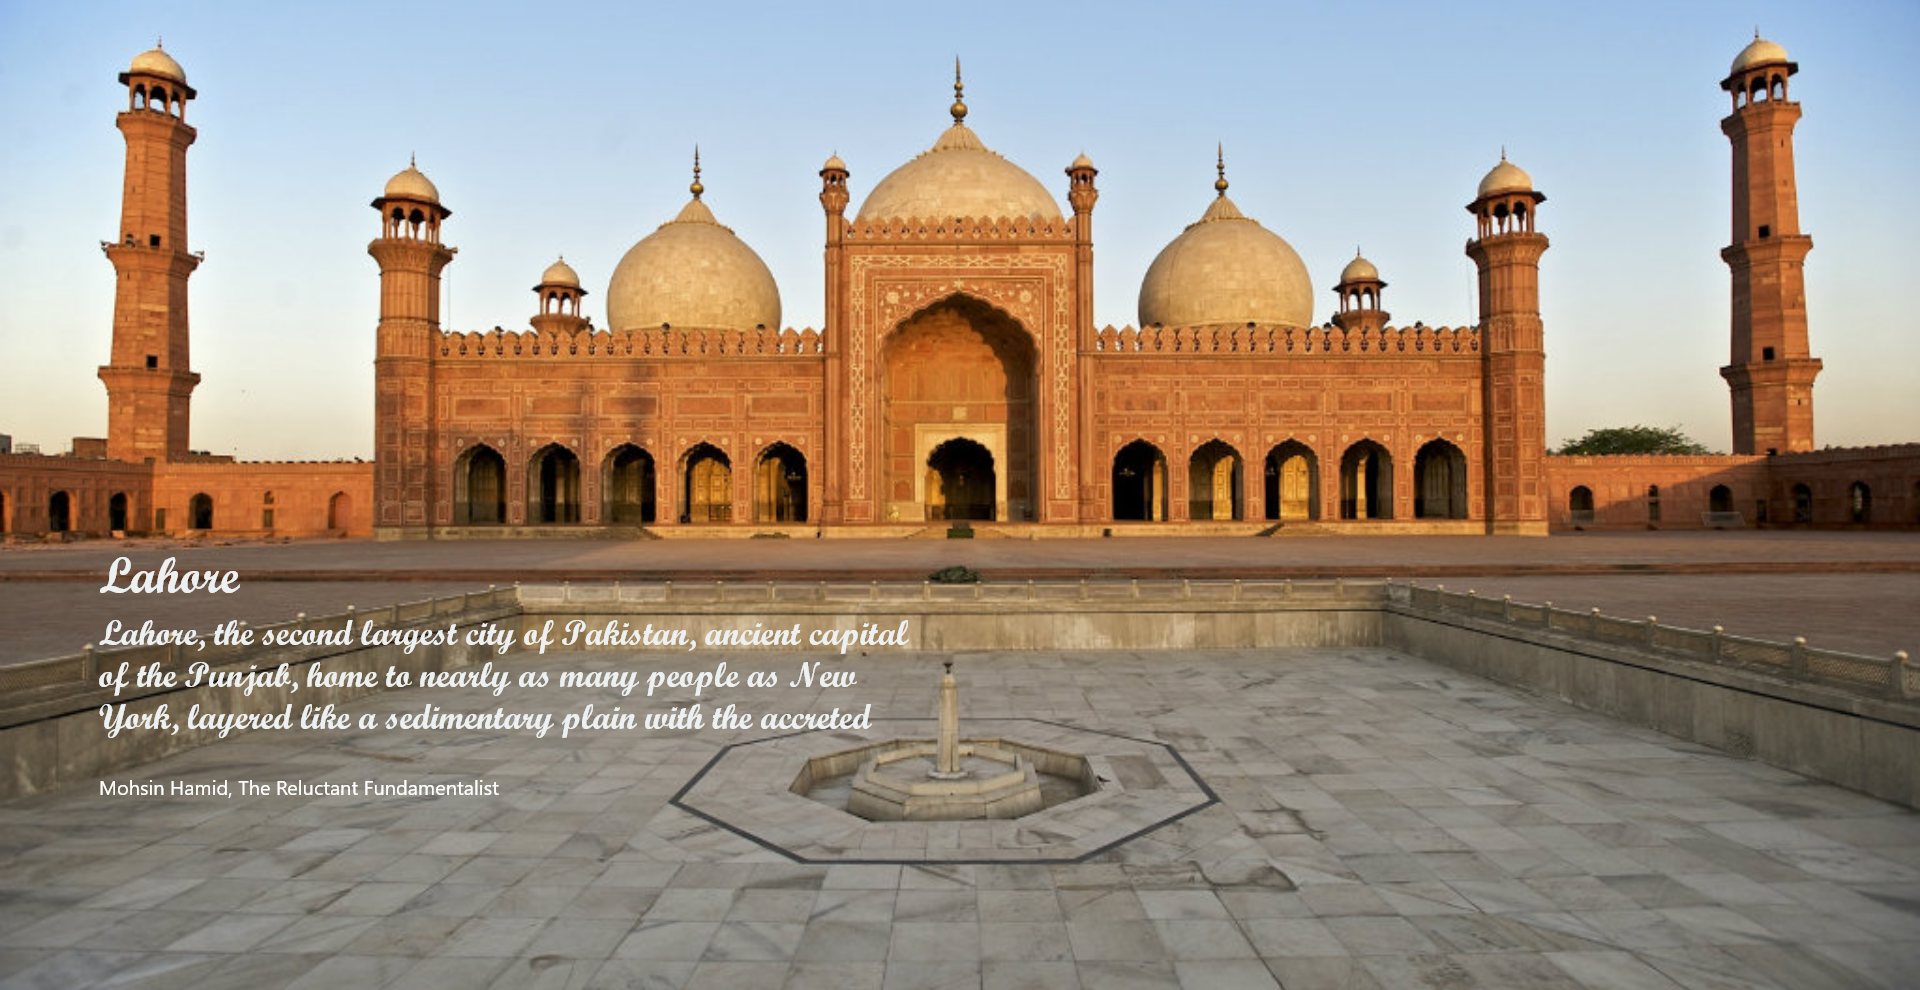 Lahore
Lahore, the second largest city of Pakistan, ancient capital
of the Punjab, home to nearly as many people as New
York, layered like a sedimentary plain with the accreted
Mohsin Hamid, The Reluctant Fundamentalist